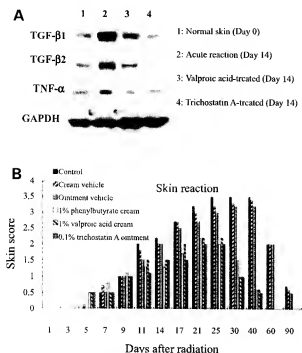 A
1 2 3 4
TGF-β1
TGF-β2
TNF-α
GAPDH
1: Normal skin (Day 0)
2: Acute reaction (Day 14)
3: Valproic acid-treated (Day 14)
4: Trichostatin A-treated (Day 14)
B
Control
Cream vehicle
Ointment vehicle
1% phenylbutyrate cream
1% valproic acid cream
0.1% trichostatin A ointment
Skin reaction
Skin score
4
3.5
3
2.5
2
1.5
1
0.5
0
1 3 5 7 9 11 14 17 21 25 30 40 60 90
Days after radiation